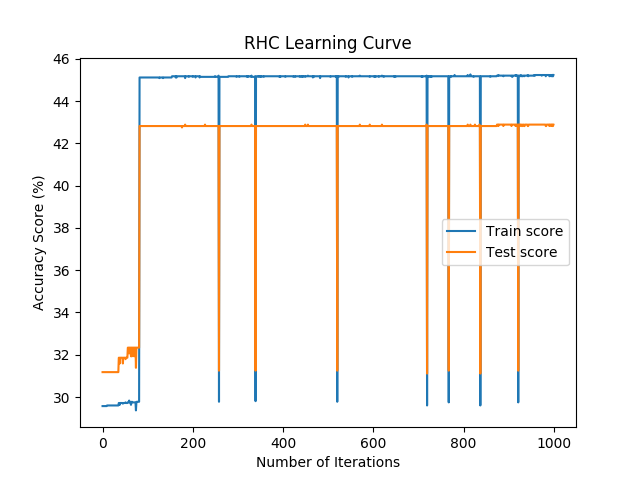 RHC Learning Curve
Accuracy Score (%)
46
44
42
40
38
36
34
32
30
Train score
Test score
0 200 400 600 800 1000
Number of Iterations